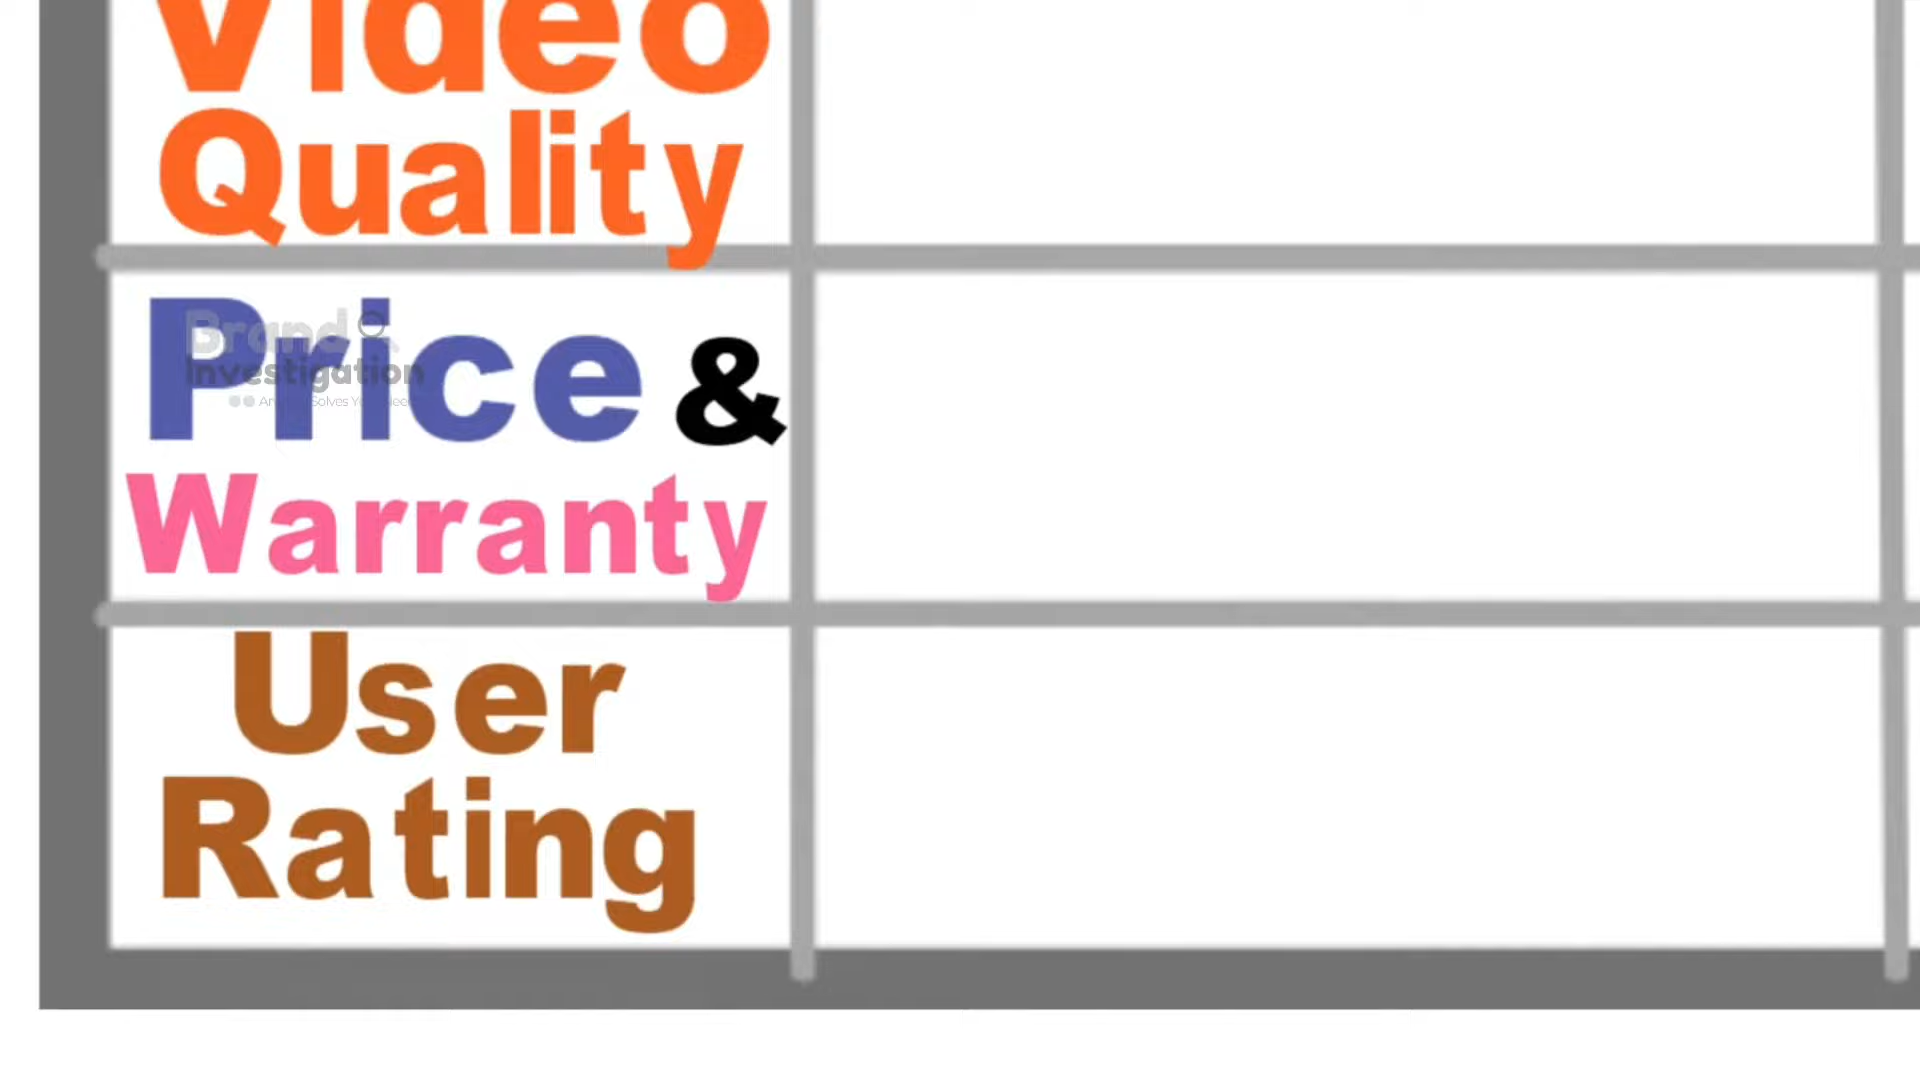 Video
Quality
Price &
Warranty
Brand
Investigation
User
Rating